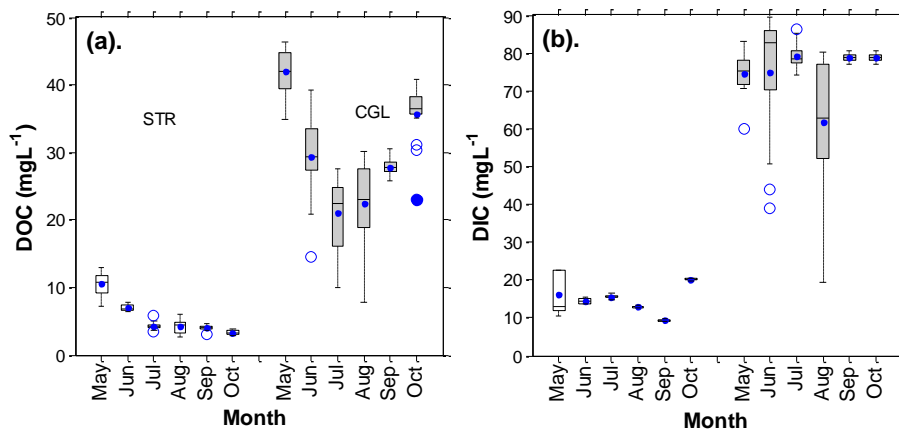 (a).
STR
CGL
DOC (mgL⁻¹)
50
40
30
20
10
0
May Jun Jul Aug Sep Oct May Jun Jul Aug Sep Oct
Month
(b).
DIC (mgL⁻¹)
90
80
70
60
50
40
30
20
10
0
May Jun Jul Aug Sep Oct May Jun Jul Aug Sep Oct
Month